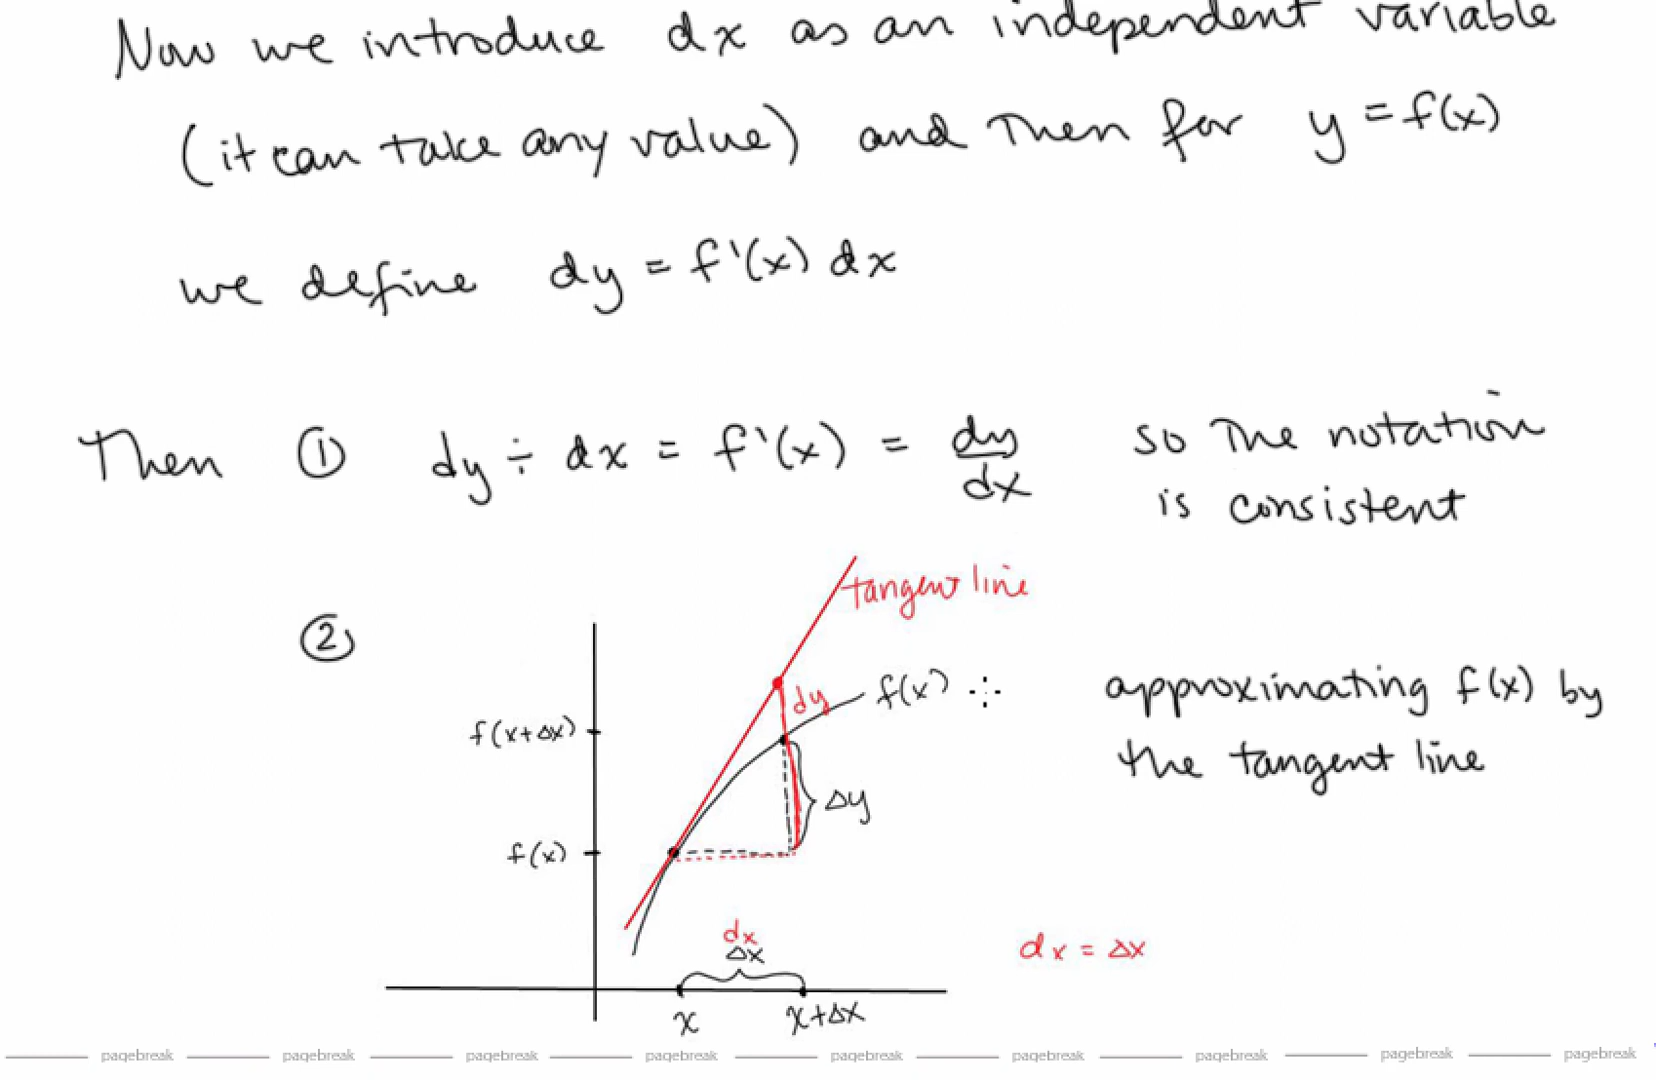 Now we introduce dx as an independent variable
(it can take any value) and then for y = f(x)
we define dy = f'(x) dx
Then ① dy ÷ dx = f'(x) = dy/dx so the notation
is consistent
②
tangent line
dy
f(x)
approximating f(x) by
the tangent line
f(x+Δx)
Δy
f(x)
dx
Δx
dx = Δx
x
x+Δx
pagebreak pagebreak pagebreak pagebreak pagebreak pagebreak pagebreak pagebreak pagebreak